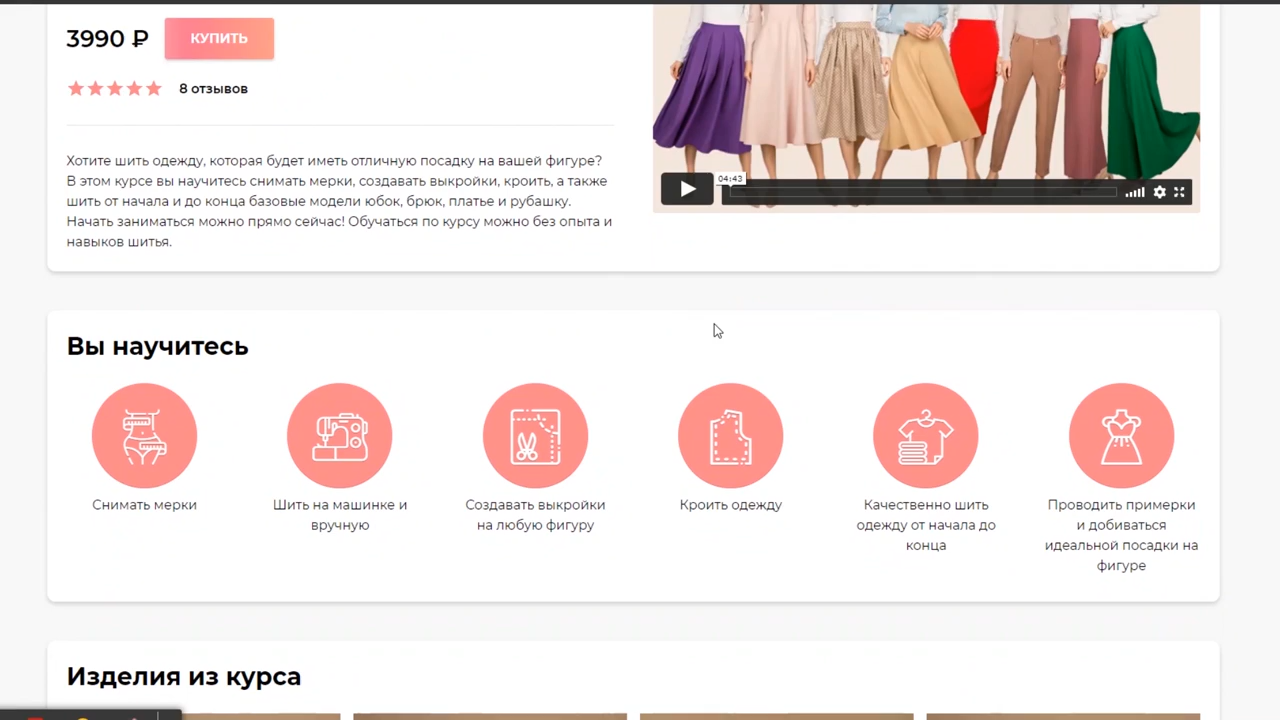 3990 ₽
КУПИТЬ
8 отзывов
Хотите шить одежду, которая будет иметь отличную посадку на вашей фигуре?
В этом курсе вы научитесь снимать мерки, создавать выкройки, кроить, а также
шить от начала и до конца базовые модели юбок, брюк, платье и рубашку.
Начать заниматься можно прямо сейчас! Обучаться по курсу можно без опыта и
навыков шитья.
04:43
Вы научитесь
Снимать мерки
Шить на машинке и
вручную
Создавать выкройки
на любую фигуру
Кроить одежду
Качественно шить
одежду от начала до
конца
Проводить примерки
и добиваться
идеальной посадки на
фигуре
Изделия из курса